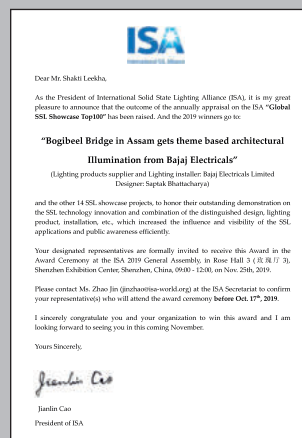 ISA
International SSL Alliance
Dear Mr. Shakti Leekha,
As the President of International Solid State Lighting Alliance (ISA), it is my great
pleasure to announce that the outcome of the annually appraisal on the ISA "Global
SSL Showcase Top100" has been raised. And the 2019 winners go to:
"Bogibeel Bridge in Assam gets theme based architectural
Illumination from Bajaj Electricals"
(Lighting products supplier and Lighting installer: Bajaj Electricals Limited
Designer: Saptak Bhattacharya)
and the other 14 SSL showcase projects, to honor their outstanding demonstration on
the SSL technology innovation and combination of the distinguished design, lighting
product, installation, etc., which increased the influence and visibility of the SSL
applications and public awareness efficiently.
Your designated representatives are formally invited to receive this Award in the
Award Ceremony at the ISA 2019 General Assembly, in Rose Hall 3 (玫瑰厅 3),
Shenzhen Exhibition Center, Shenzhen, China, 09:00 - 12:00, on Nov. 25th, 2019.
Please contact Ms. Zhao Jin (jinzhao@isa-world.org) at the ISA Secretariat to confirm
your representative(s) who will attend the award ceremony before Oct. 17th, 2019.
I sincerely congratulate you and your organization to win this award and I am
looking forward to seeing you in this coming November.
Yours Sincerely,
Jianlin Cao
Jianlin Cao
President of ISA